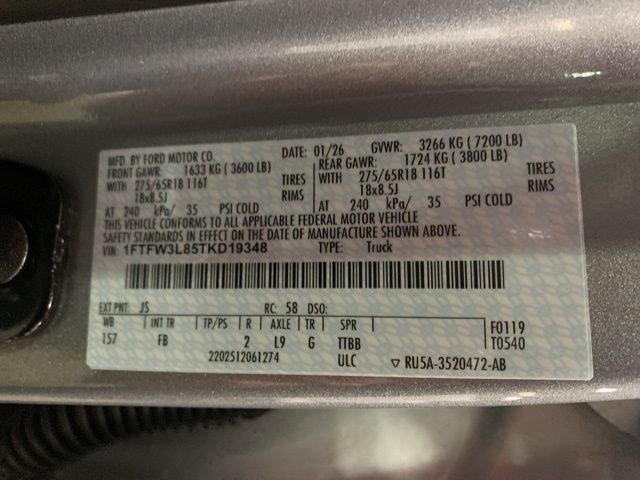 MFD. BY FORD MOTOR CO. DATE: 01/26 GVWR: 3266 KG ( 7200 LB)
FRONT GAWR: 1633 KG ( 3600 LB) REAR GAWR: 1724 KG ( 3800 LB)
WITH 275/65R18 116T TIRES WITH 275/65R18 116T TIRES
18x8.5J RIMS 18x8.5J RIMS
AT 240 kPa/ 35 PSI COLD AT 240 kPa/ 35 PSI COLD
THIS VEHICLE CONFORMS TO ALL APPLICABLE FEDERAL MOTOR VEHICLE
SAFETY STANDARDS IN EFFECT ON THE DATE OF MANUFACTURE SHOWN ABOVE.
VIN: 1FTFW3L85TKD19348 TYPE: Truck
EXT PNT: JS RC: 58 DSO:
WB INT TR TP/PS R AXLE TR SPR F0119
157 FB 2 L9 G TTBB T0540
2202512061274 ULC ▽ RU5A-3520472-AB